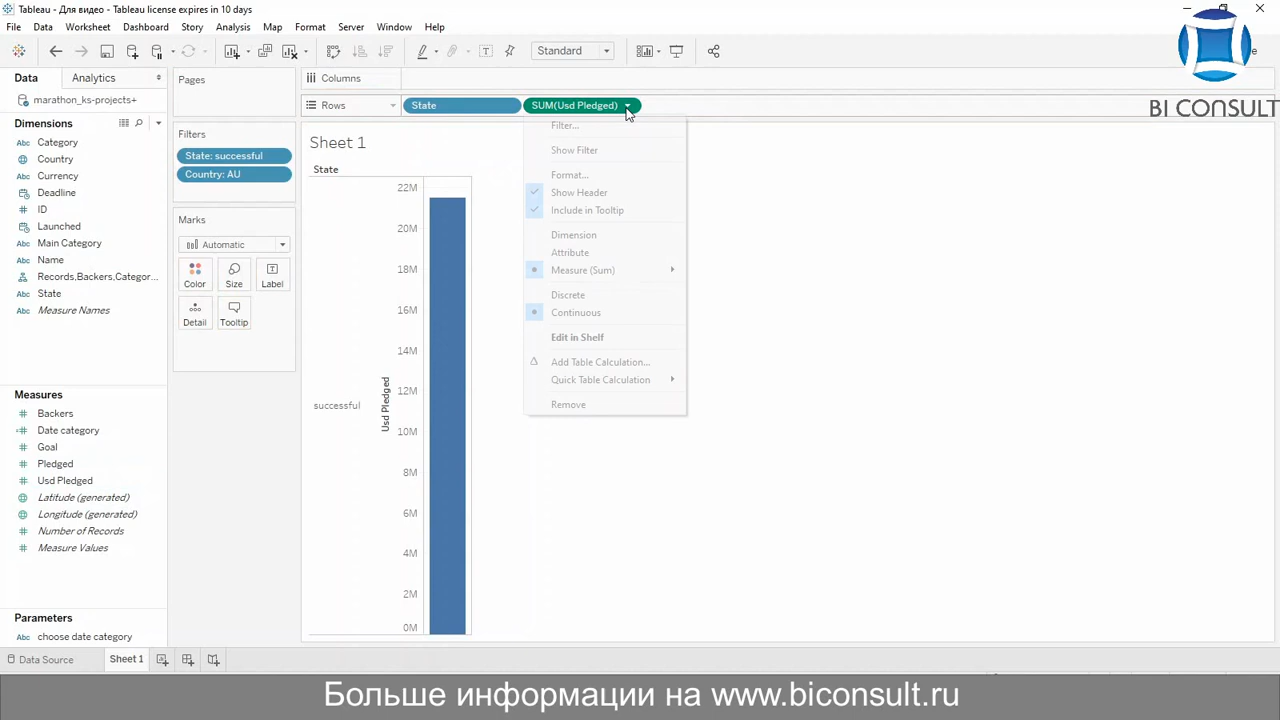 Tableau - Для видео - Tableau license expires in 10 days
File Data Worksheet Dashboard Story Analysis Map Format Server Window Help
Standard
Data Analytics
marathon_ks-projects+
Dimensions
Category
Country
Currency
Deadline
ID
Launched
Main Category
Name
Records,Backers,Categor...
State
Measure Names
Measures
Backers
Date category
Goal
Pledged
Usd Pledged
Latitude (generated)
Longitude (generated)
Number of Records
Measure Values
Parameters
choose date category
Pages
Filters
State: successful
Country: AU
Marks
Automatic
Color Size Label
Detail Tooltip
Columns
Rows State SUM(Usd Pledged)
Sheet 1
State
22M
20M
18M
16M
14M
12M
10M
8M
6M
4M
2M
0M
successful
Usd Pledged
Filter...
Show Filter
Format...
Show Header
Include in Tooltip
Dimension
Attribute
Measure (Sum)
Discrete
Continuous
Edit in Shelf
Add Table Calculation...
Quick Table Calculation
Remove
BI CONSULT
Data Source Sheet 1
Больше информации на www.biconsult.ru